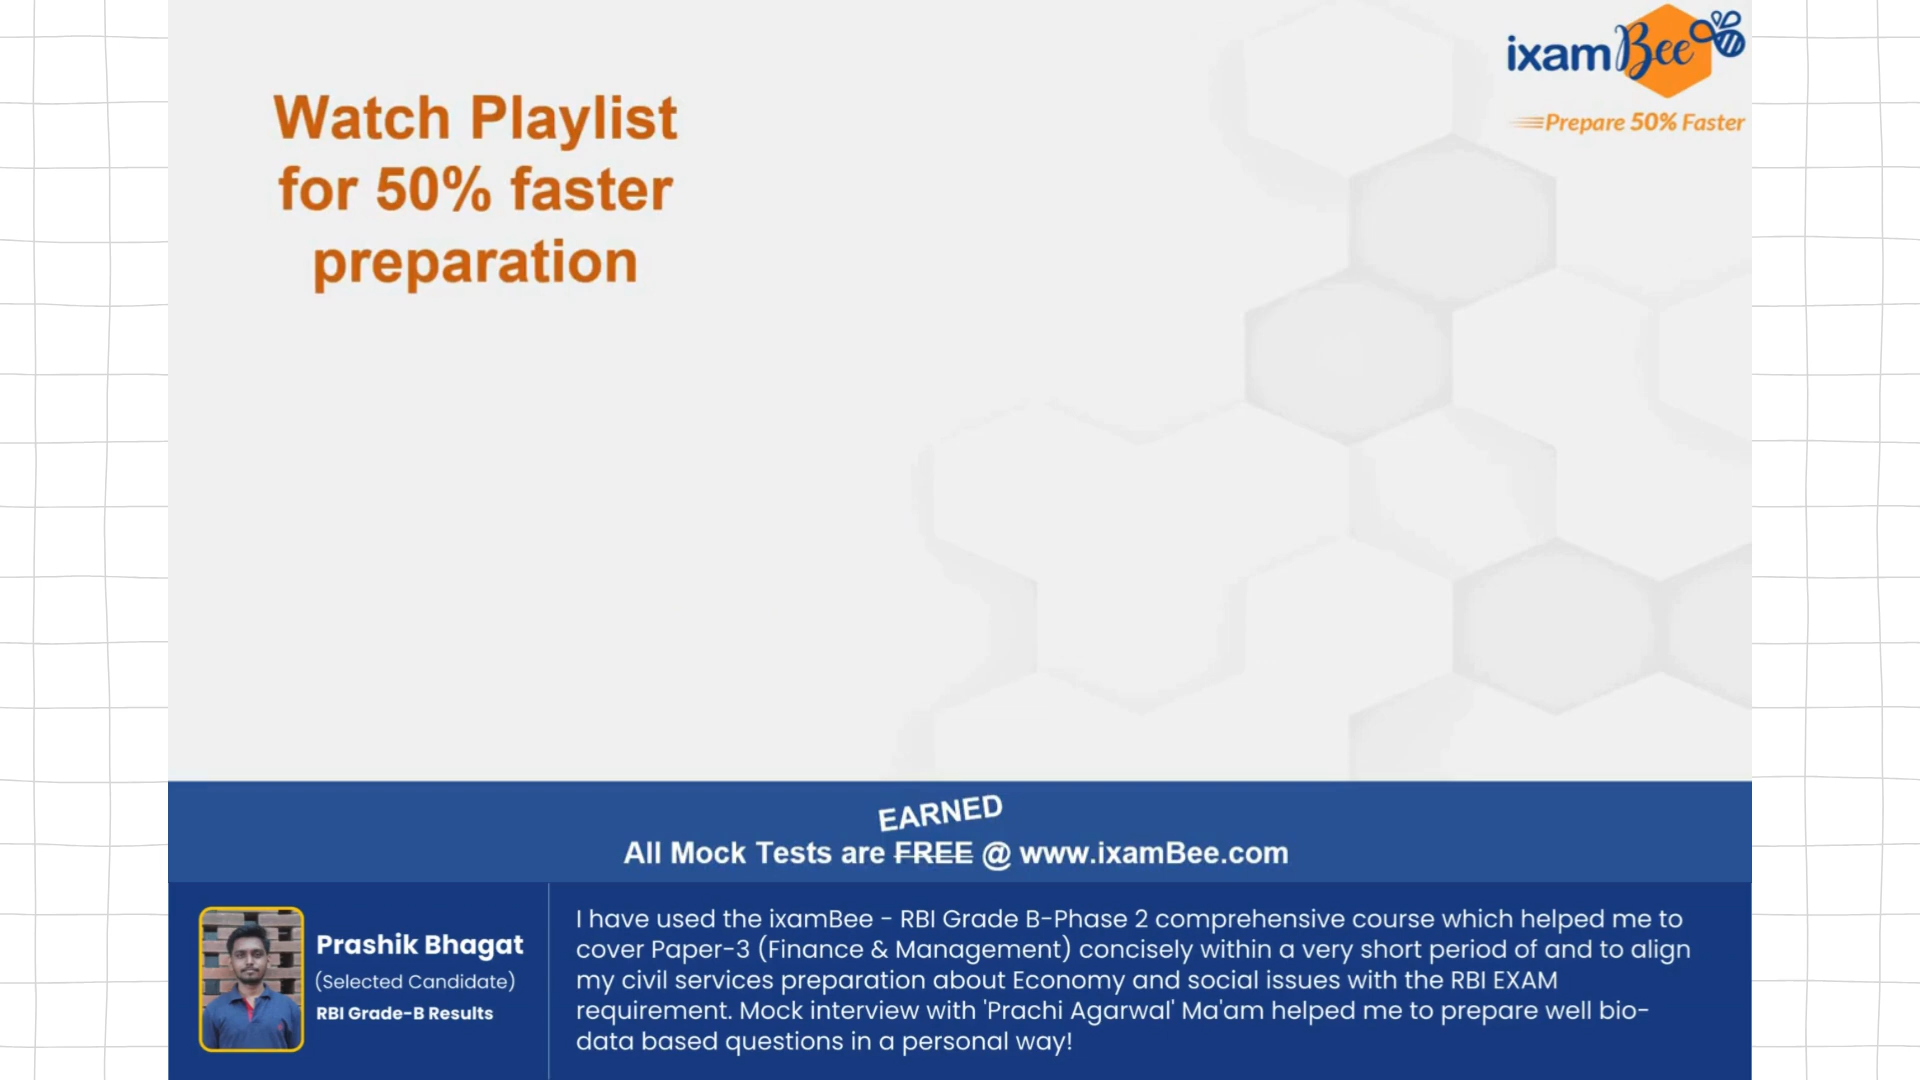 ixamBee
Prepare 50% Faster
Watch Playlist
for 50% faster
preparation
EARNED
All Mock Tests are FREE @ www.ixamBee.com
Prashik Bhagat
(Selected Candidate)
RBI Grade-B Results
I have used the ixamBee - RBI Grade B-Phase 2 comprehensive course which helped me to
cover Paper-3 (Finance & Management) concisely within a very short period of and to align
my civil services preparation about Economy and social issues with the RBI EXAM
requirement. Mock interview with 'Prachi Agarwal' Ma'am helped me to prepare well bio-
data based questions in a personal way!